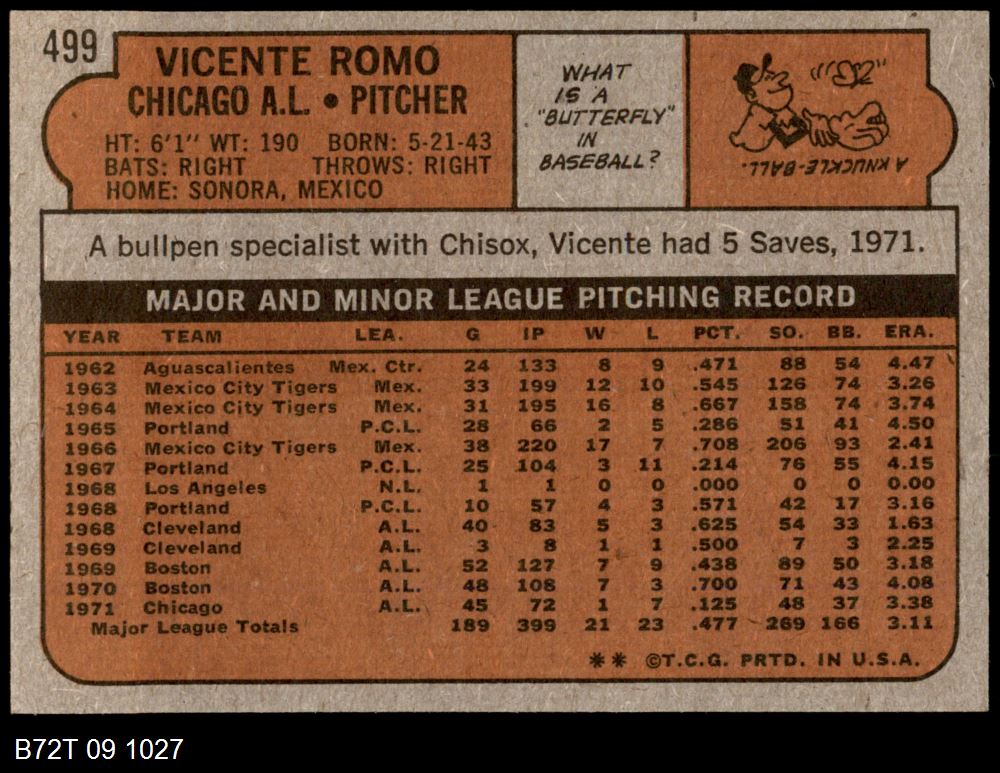 499
VICENTE ROMO
CHICAGO A.L. • PITCHER
HT: 6'1" WT: 190 BORN: 5-21-43
BATS: RIGHT THROWS: RIGHT
HOME: SONORA, MEXICO
WHAT
IS A
"BUTTERFLY"
IN
BASEBALL?
A KNUCKLE-BALL.
A bullpen specialist with Chisox, Vicente had 5 Saves, 1971.
MAJOR AND MINOR LEAGUE PITCHING RECORD
YEAR TEAM LEA. G IP W L PCT. SO. BB. ERA.
1962 Aguascalientes Mex. Ctr. 24 133 8 9 .471 88 54 4.47
1963 Mexico City Tigers Mex. 33 199 12 10 .545 126 74 3.26
1964 Mexico City Tigers Mex. 31 195 16 8 .667 158 74 3.74
1965 Portland P.C.L. 28 66 2 5 .286 51 41 4.50
1966 Mexico City Tigers Mex. 38 220 17 7 .708 206 93 2.41
1967 Portland P.C.L. 25 104 3 11 .214 76 55 4.15
1968 Los Angeles N.L. 1 1 0 0 .000 0 0 0.00
1968 Portland P.C.L. 10 57 4 3 .571 42 17 3.16
1968 Cleveland A.L. 40 83 5 3 .625 54 33 1.63
1969 Cleveland A.L. 3 8 1 1 .500 7 3 2.25
1969 Boston A.L. 52 127 7 9 .438 89 50 3.18
1970 Boston A.L. 48 108 7 3 .700 71 43 4.08
1971 Chicago A.L. 45 72 1 7 .125 48 37 3.38
Major League Totals 189 399 21 23 .477 269 166 3.11
** ©T.C.G. PRTD. IN U.S.A.
B72T 09 1027